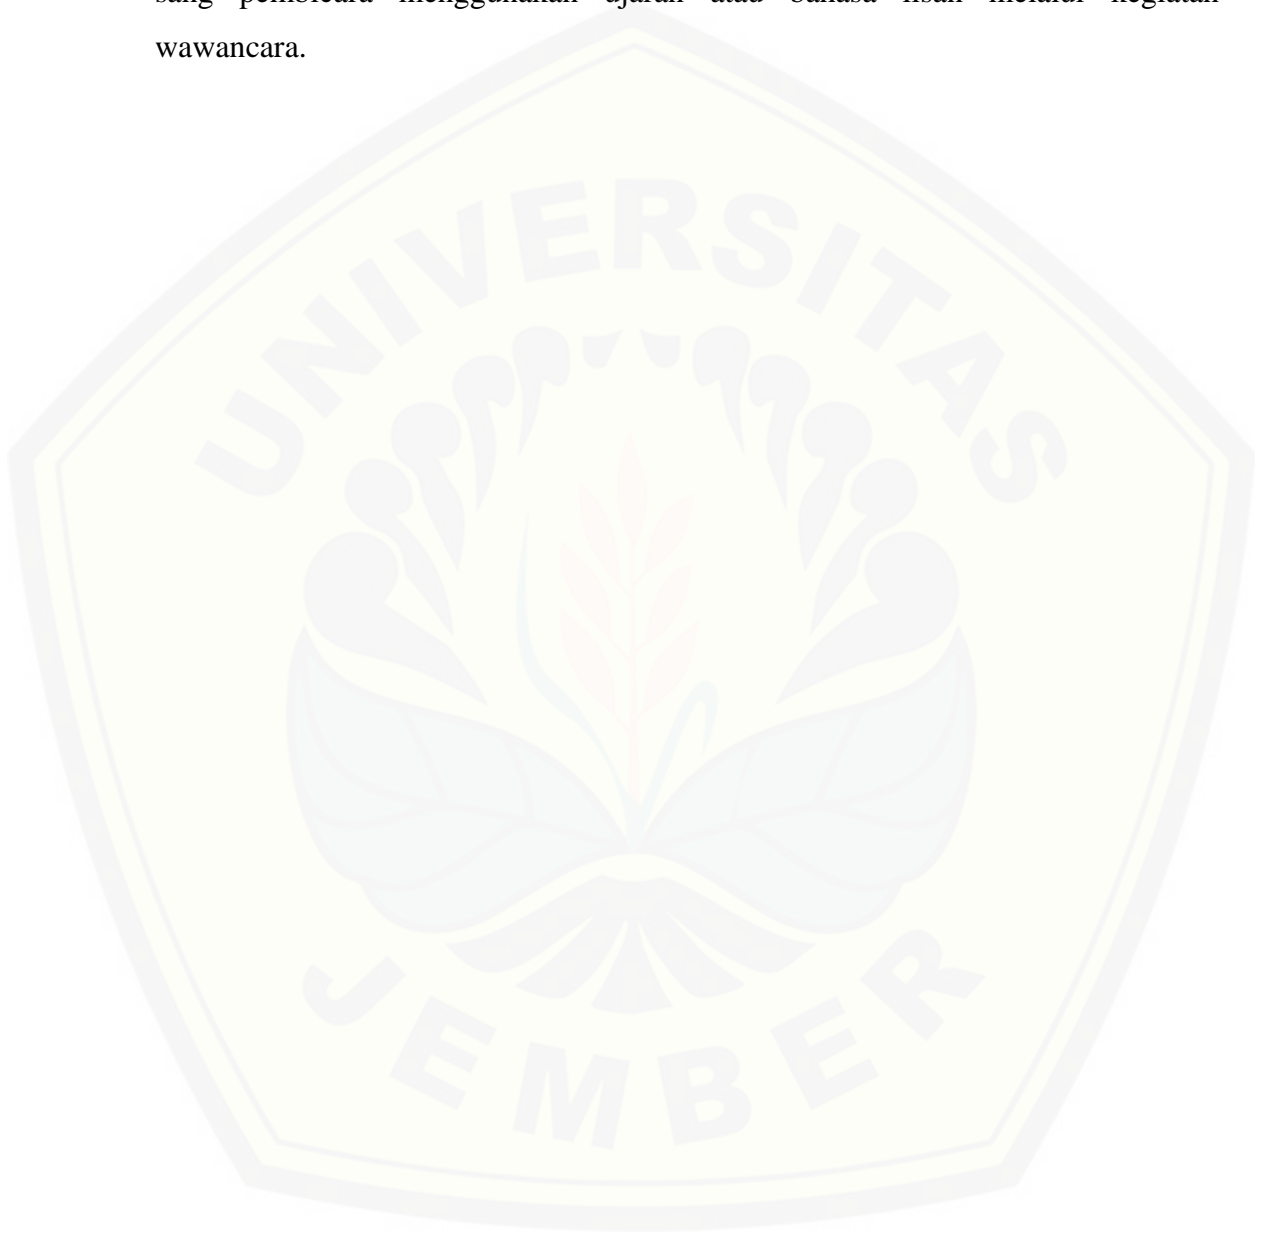 sang pembicara menggunakan ujaran atau bahasa lisan melalui kegiatan
wawancara.
UNIVERSITAS
JEMBER